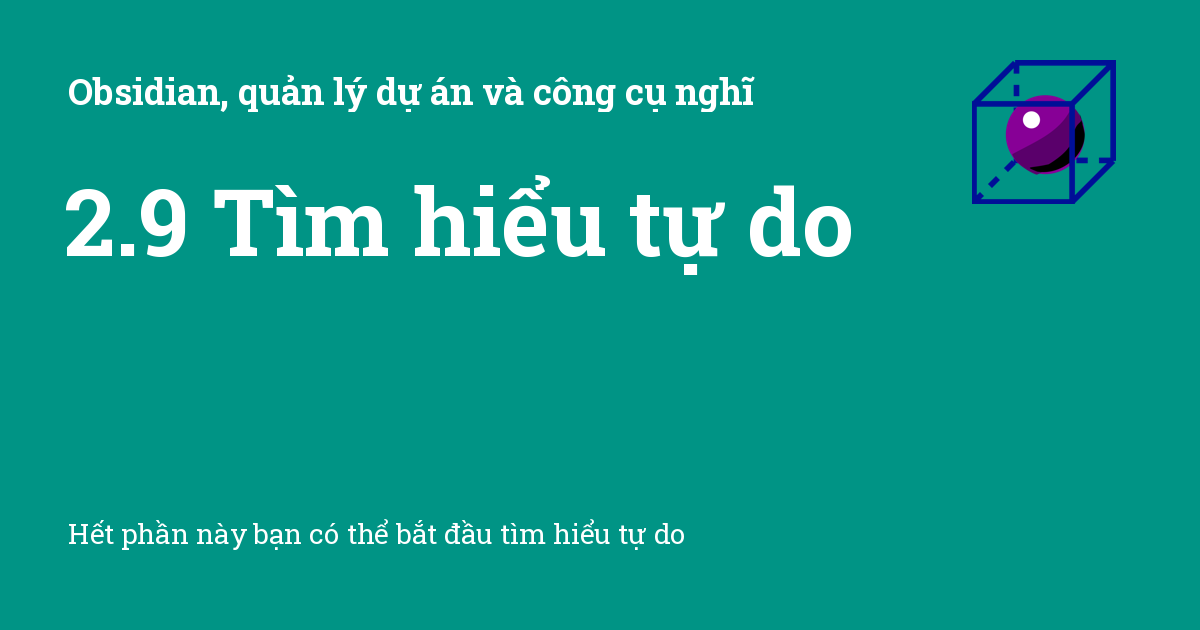 Obsidian, quản lý dự án và công cụ nghĩ
2.9 Tìm hiểu tự do
Hết phần này bạn có thể bắt đầu tìm hiểu tự do